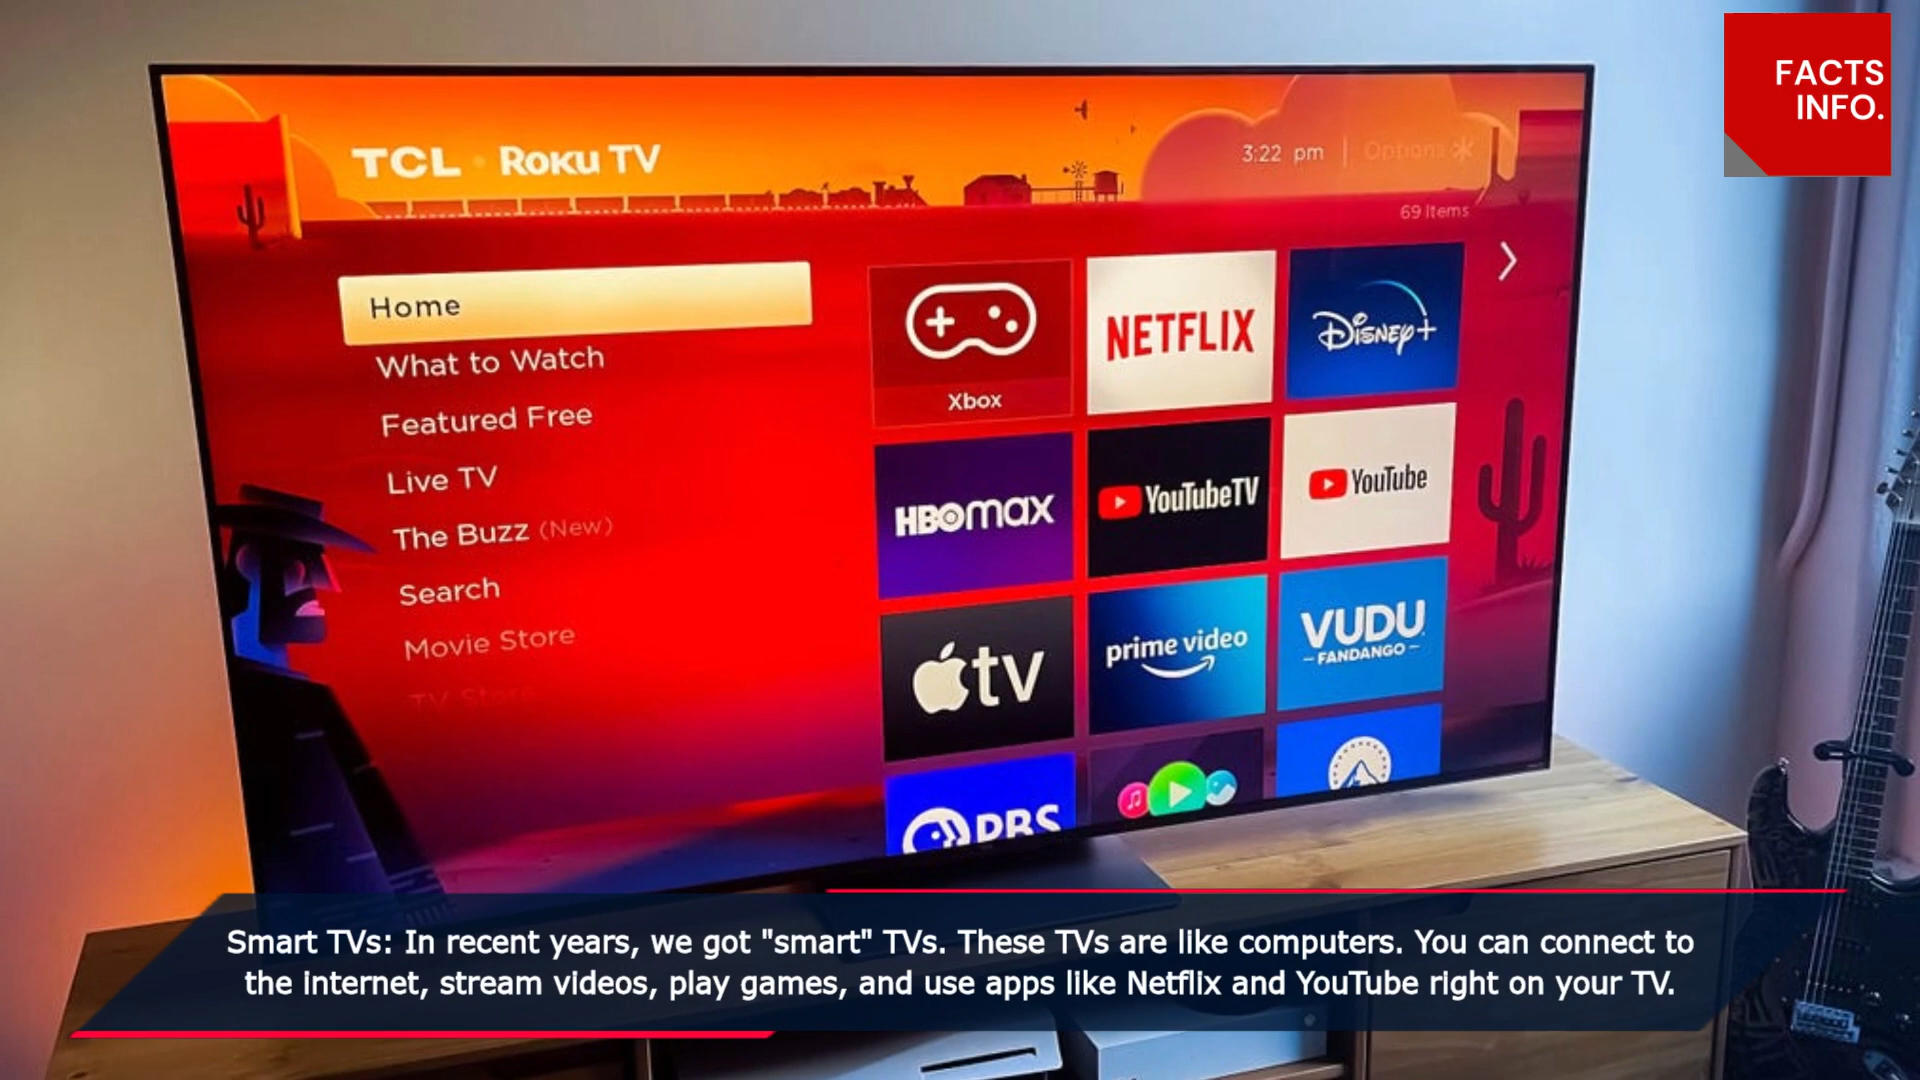 FACTS
INFO.
TCL Roku TV
3:22 pm | Options
69 Items
Home
What to Watch
Featured Free
Live TV
The Buzz (New)
Search
Movie Store
TV Store
Xbox
NETFLIX
Disney+
HBOMAX
YouTubeTV
YouTube
tv
prime video
VUDU
FANDANGO
PBS
Smart TVs: In recent years, we got "smart" TVs. These TVs are like computers. You can connect to
the internet, stream videos, play games, and use apps like Netflix and YouTube right on your TV.